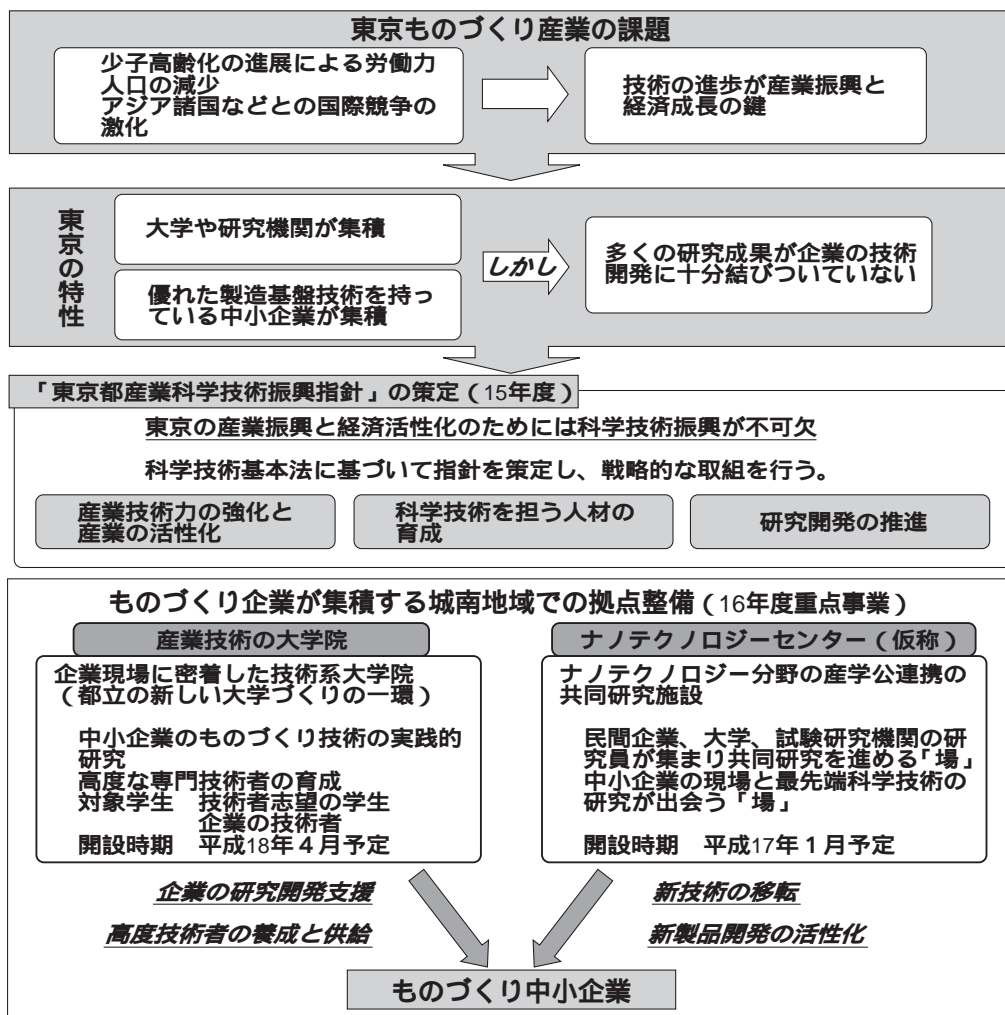 東京ものづくり産業の課題
少子高齢化の進展による労働力
人口の減少
アジア諸国などとの国際競争の
激化
技術の進歩が産業振興と
経済成長の鍵
東京の特性
大学や研究機関が集積
優れた製造基盤技術を持っ
ている中小企業が集積
しかし
多くの研究成果が企業の技術
開発に十分結びついていない
「東京都産業科学技術振興指針」の策定(15年度)
東京の産業振興と経済活性化のためには科学技術振興が不可欠
科学技術基本法に基づいて指針を策定し、戦略的な取組を行う。
産業技術力の強化と
産業の活性化
科学技術を担う人材の
育成
研究開発の推進
ものづくり企業が集積する城南地域での拠点整備(16年度重点事業)
産業技術の大学院
企業現場に密着した技術系大学院
(都立の新しい大学づくりの一環)
中小企業のものづくり技術の実践的
研究
高度な専門技術者の育成
対象学生 技術者志望の学生
企業の技術者
開設時期 平成18年4月予定
ナノテクノロジーセンター(仮称)
ナノテクノロジー分野の産学公連携の
共同研究施設
民間企業、大学、試験研究機関の研
究員が集まり共同研究を進める「場」
中小企業の現場と最先端科学技術の
研究が出会う「場」
開設時期 平成17年1月予定
企業の研究開発支援
高度技術者の養成と供給
新技術の移転
新製品開発の活性化
ものづくり中小企業